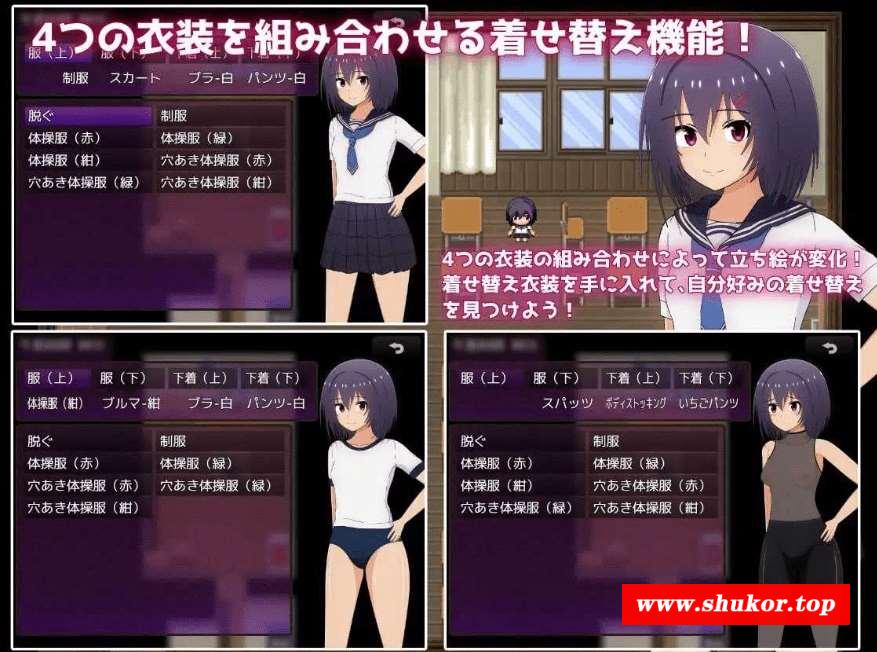 4つの衣装を組み合わせる着せ替え機能！
服（上） 服（下） 下着（上） 下着（下）
制服 スカート ブラ-白 パンツ-白
脱ぐ 制服
体操服（赤） 体操服（緑）
体操服（紺） 穴あき体操服（赤）
穴あき体操服（緑） 穴あき体操服（紺）
4つの衣装の組み合わせによって立ち絵が変化！
着せ替え衣装を手に入れて、自分好みの着せ替え
を見つけよう！
服（上） 服（下） 下着（上） 下着（下）
体操服（紺） ブルマ-紺 ブラ-白 パンツ-白
脱ぐ 制服
体操服（赤） 体操服（緑）
穴あき体操服（赤） 穴あき体操服（緑）
穴あき体操服（紺）
服（上） 服（下） 下着（上） 下着（下）
スパッツ ボディストッキング いちごパンツ
脱ぐ 制服
体操服（赤） 体操服（緑）
体操服（紺） 穴あき体操服（赤）
穴あき体操服（緑） 穴あき体操服（紺）
www.shukor.top